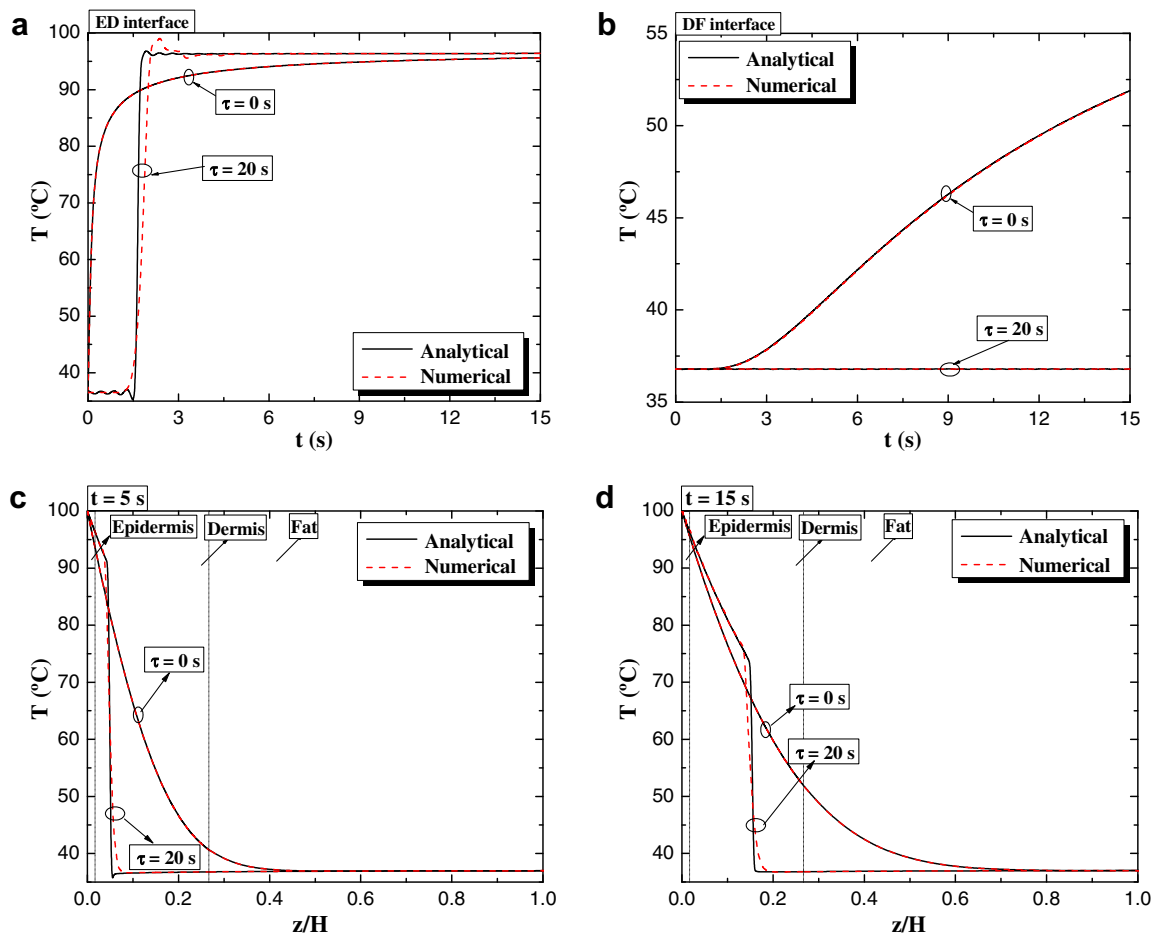 a
ED interface
100
90
80
70
60
50
40
T (ºC)
τ = 0 s
τ = 20 s
Analytical
Numerical
0
3
6
9
12
15
t (s)
b
DF interface
55
50
45
40
35
T (ºC)
Analytical
Numerical
τ = 0 s
τ = 20 s
0
3
6
9
12
15
t (s)
c
t = 5 s
100
90
80
70
60
50
40
T (ºC)
Epidermis
Dermis
Fat
Analytical
Numerical
τ = 0 s
τ = 20 s
0.0
0.2
0.4
0.6
0.8
1.0
z/H
d
t = 15 s
100
90
80
70
60
50
40
T (ºC)
Epidermis
Dermis
Fat
Analytical
Numerical
τ = 0 s
τ = 20 s
0.0
0.2
0.4
0.6
0.8
1.0
z/H